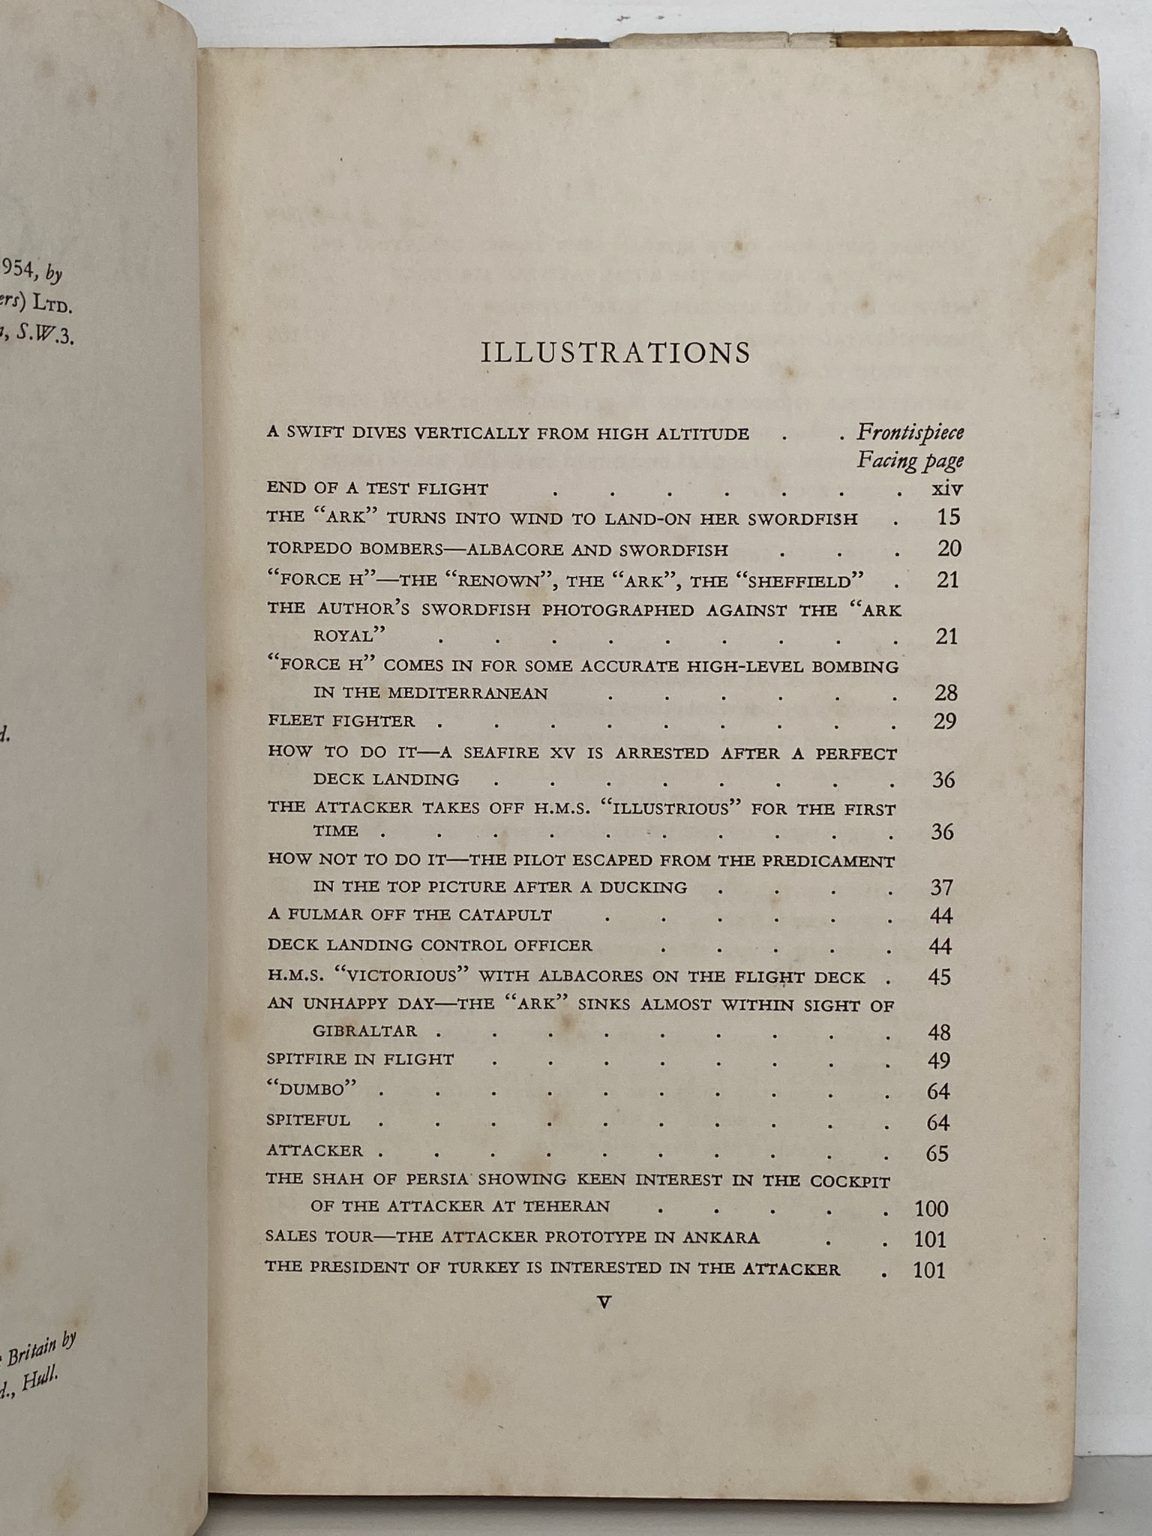 954, by
ers) LTD.
S.W.3.
d.
Britain by
d., Hull.
ILLUSTRATIONS
A SWIFT DIVES VERTICALLY FROM HIGH ALTITUDE . . Frontispiece
Facing page
END OF A TEST FLIGHT . . . . . . . xiv
THE “ARK” TURNS INTO WIND TO LAND-ON HER SWORDFISH . 15
TORPEDO BOMBERS—ALBACORE AND SWORDFISH . . . 20
“FORCE H”—THE “RENOWN”, THE “ARK”, THE “SHEFFIELD” . 21
THE AUTHOR’S SWORDFISH PHOTOGRAPHED AGAINST THE “ARK
ROYAL” . . . . . . . . . 21
“FORCE H” COMES IN FOR SOME ACCURATE HIGH-LEVEL BOMBING
IN THE MEDITERRANEAN . . . . . . 28
FLEET FIGHTER . . . . . . . . . 29
HOW TO DO IT—A SEAFIRE XV IS ARRESTED AFTER A PERFECT
DECK LANDING . . . . . . . . 36
THE ATTACKER TAKES OFF H.M.S. “ILLUSTRIOUS” FOR THE FIRST
TIME . . . . . . . . . . 36
HOW NOT TO DO IT—THE PILOT ESCAPED FROM THE PREDICAMENT
IN THE TOP PICTURE AFTER A DUCKING . . . . 37
A FULMAR OFF THE CATAPULT . . . . . . 44
DECK LANDING CONTROL OFFICER . . . . . 44
H.M.S. “VICTORIOUS” WITH ALBACORES ON THE FLIGHT DECK . 45
AN UNHAPPY DAY—THE “ARK” SINKS ALMOST WITHIN SIGHT OF
GIBRALTAR . . . . . . . . . 48
SPITFIRE IN FLIGHT . . . . . . . . 49
“DUMBO” . . . . . . . . . . 64
SPITEFUL . . . . . . . . . . 64
ATTACKER . . . . . . . . . . 65
THE SHAH OF PERSIA SHOWING KEEN INTEREST IN THE COCKPIT
OF THE ATTACKER AT TEHERAN . . . . . 100
SALES TOUR—THE ATTACKER PROTOTYPE IN ANKARA . . 101
THE PRESIDENT OF TURKEY IS INTERESTED IN THE ATTACKER . 101
V